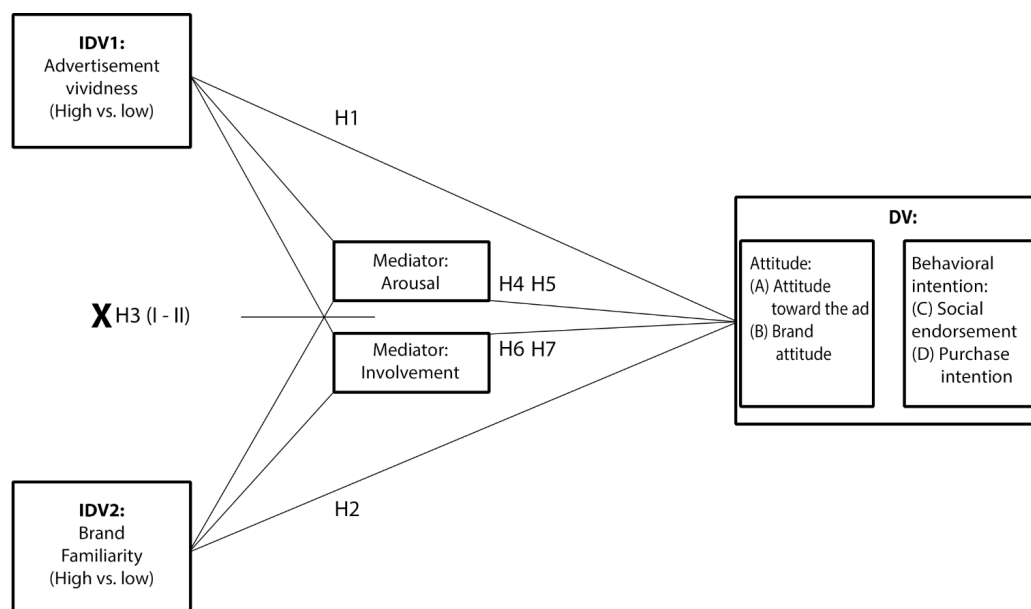 IDV1:
Advertisement
vividness
(High vs. low)
H1
DV:
Attitude:
(A) Attitude
toward the ad
(B) Brand
attitude
Behavioral
intention:
(C) Social
endorsement
(D) Purchase
intention
Mediator:
Arousal
H4 H5
X H3 (I - II)
Mediator:
Involvement
H6 H7
IDV2:
Brand
Familiarity
(High vs. low)
H2